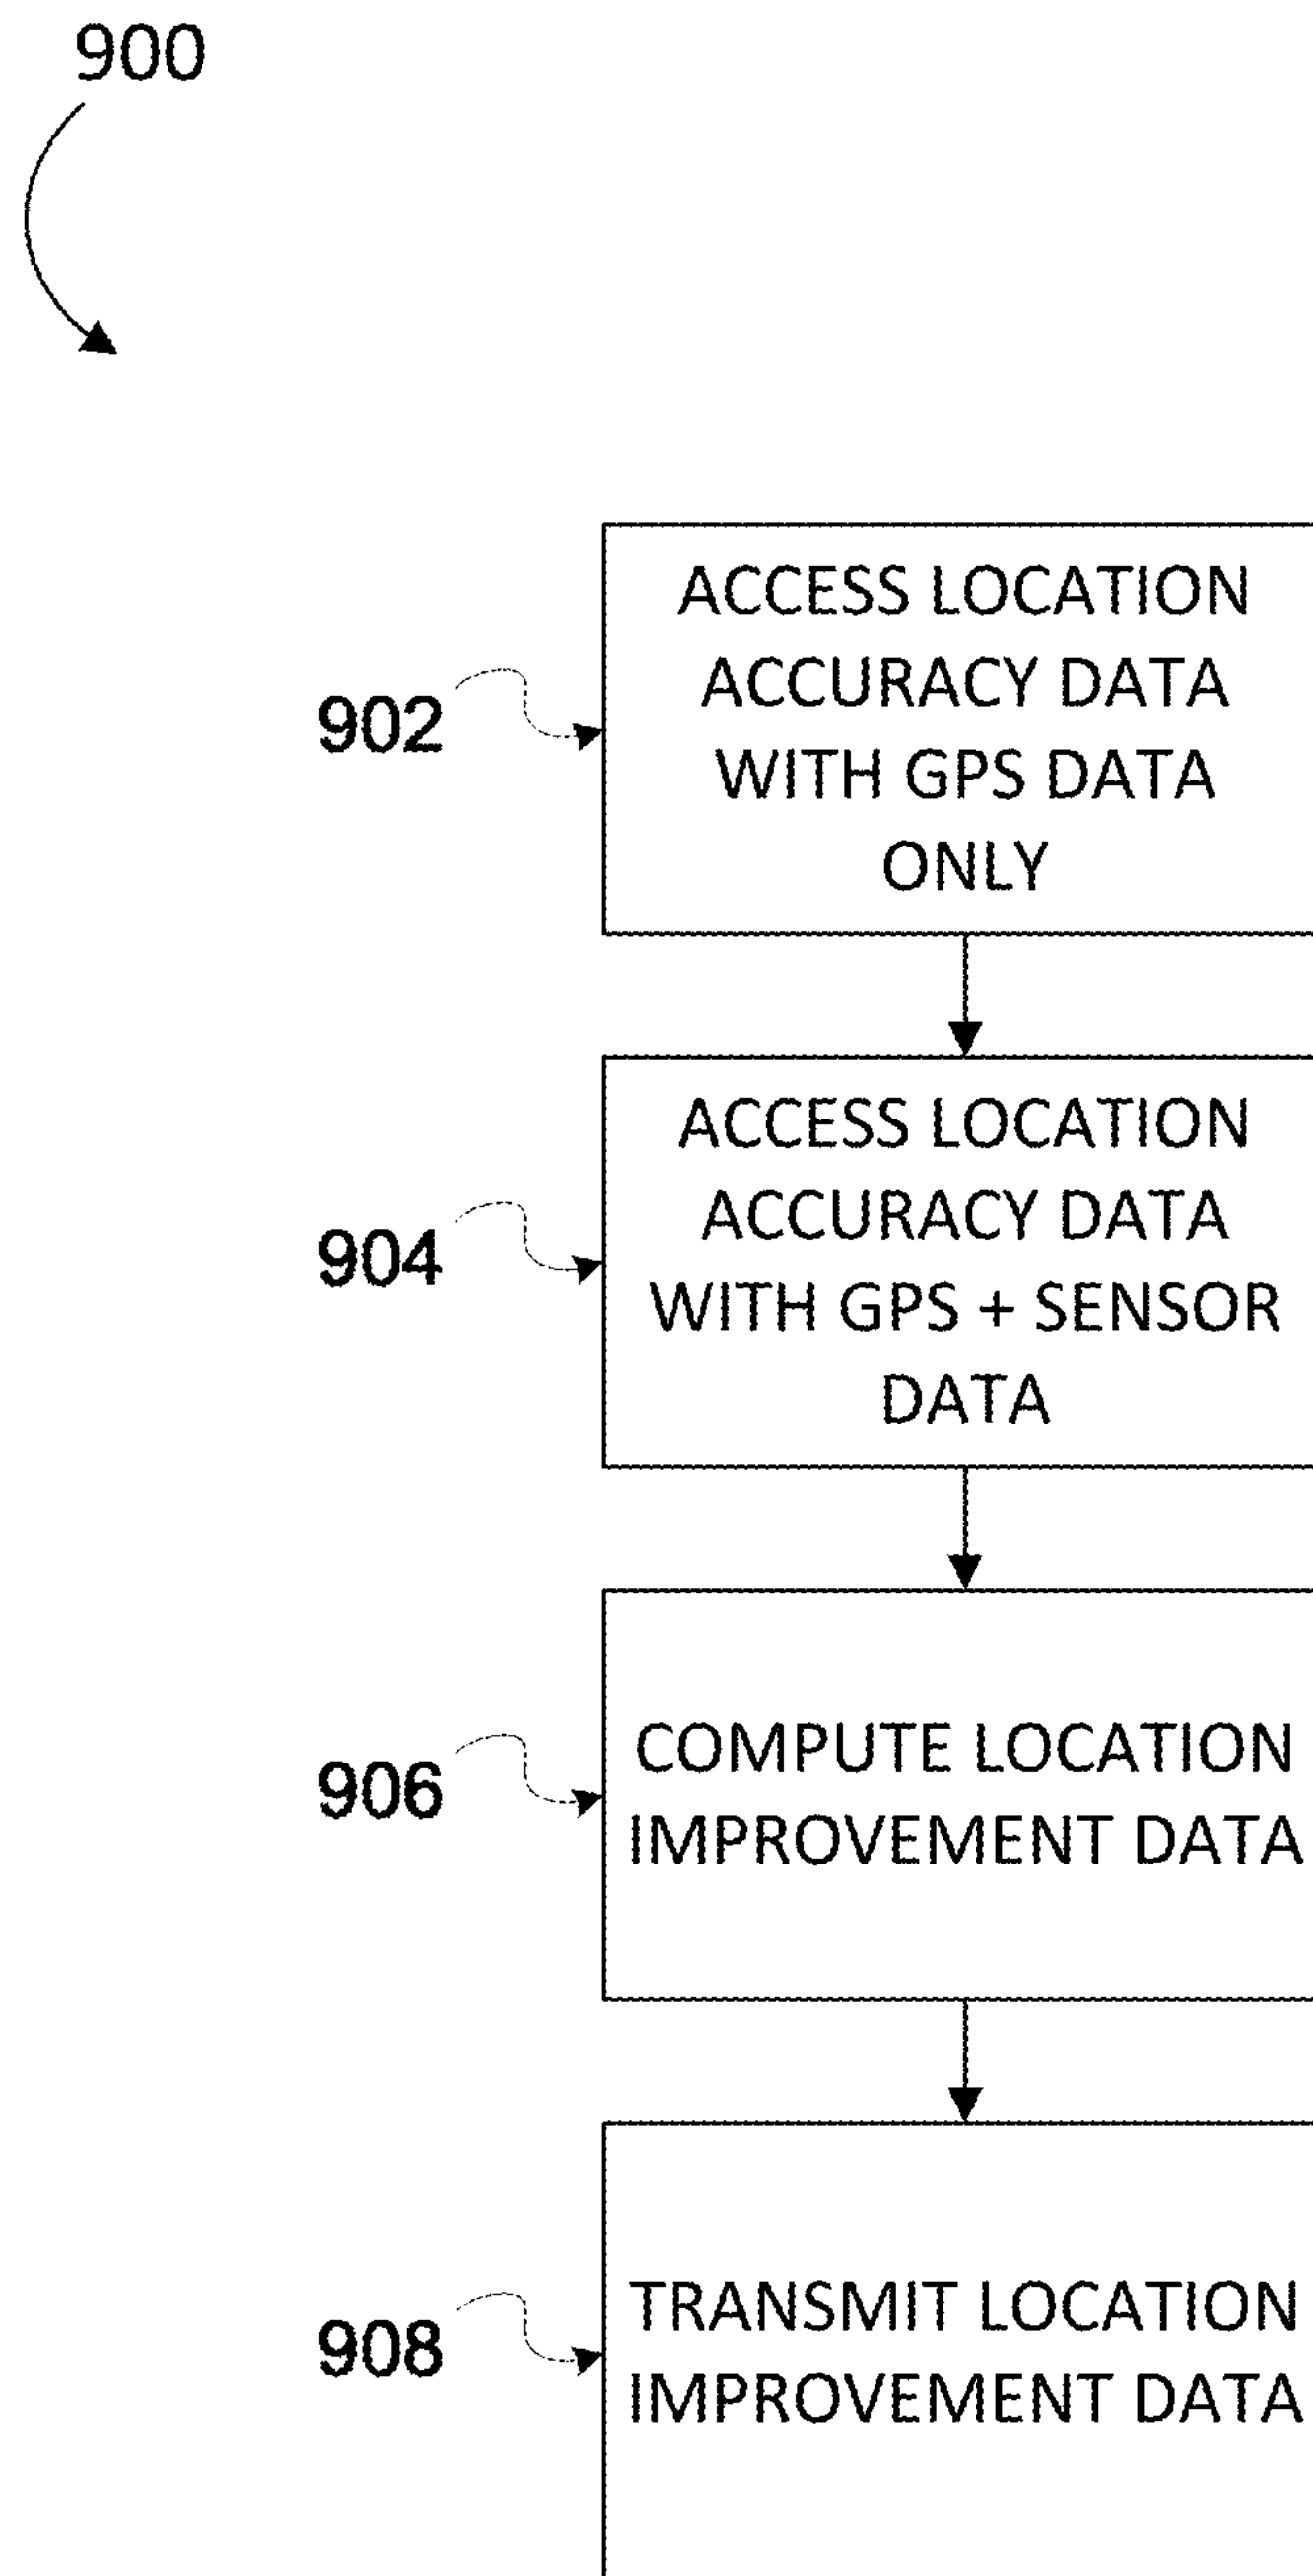 900
902
ACCESS LOCATION
ACCURACY DATA
WITH GPS DATA
ONLY
904
ACCESS LOCATION
ACCURACY DATA
WITH GPS + SENSOR
DATA
906
COMPUTE LOCATION
IMPROVEMENT DATA
908
TRANSMIT LOCATION
IMPROVEMENT DATA